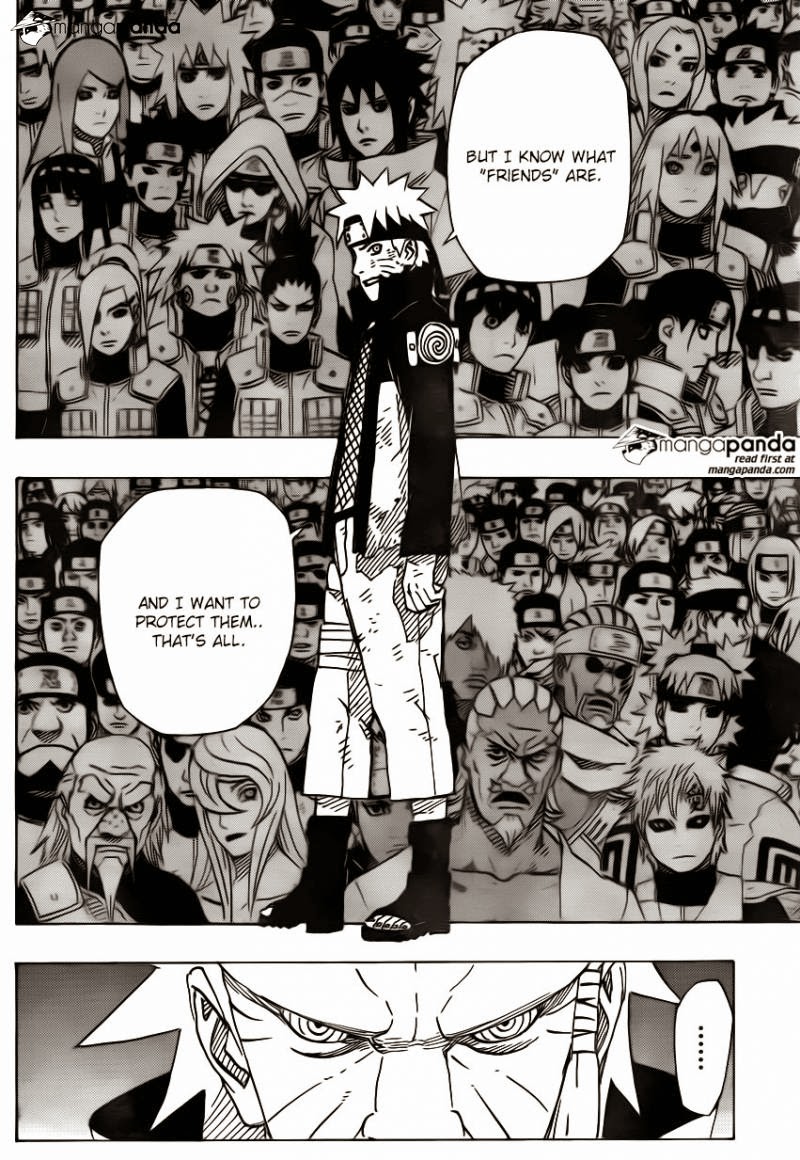 mangapanda
BUT I KNOW WHAT
"FRIENDS" ARE.
mangapanda
read first at
mangapanda.com
AND I WANT TO
PROTECT THEM..
THAT'S ALL.
.......